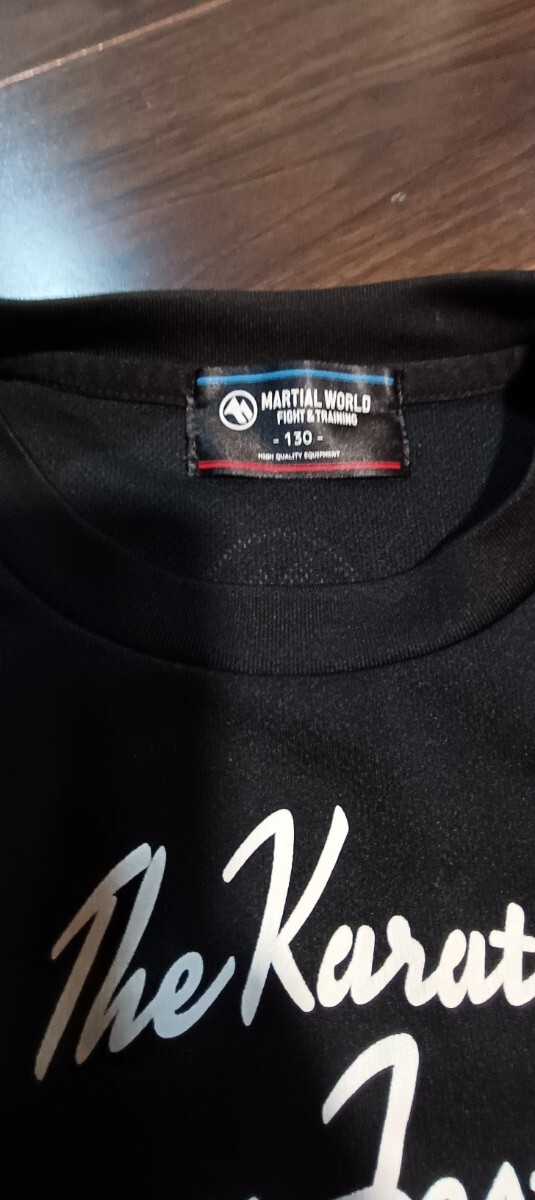 MARTIAL WORLD
FIGHT & TRAINING
- 130 -
HIGH QUALITY EQUIPMENT
The Karat